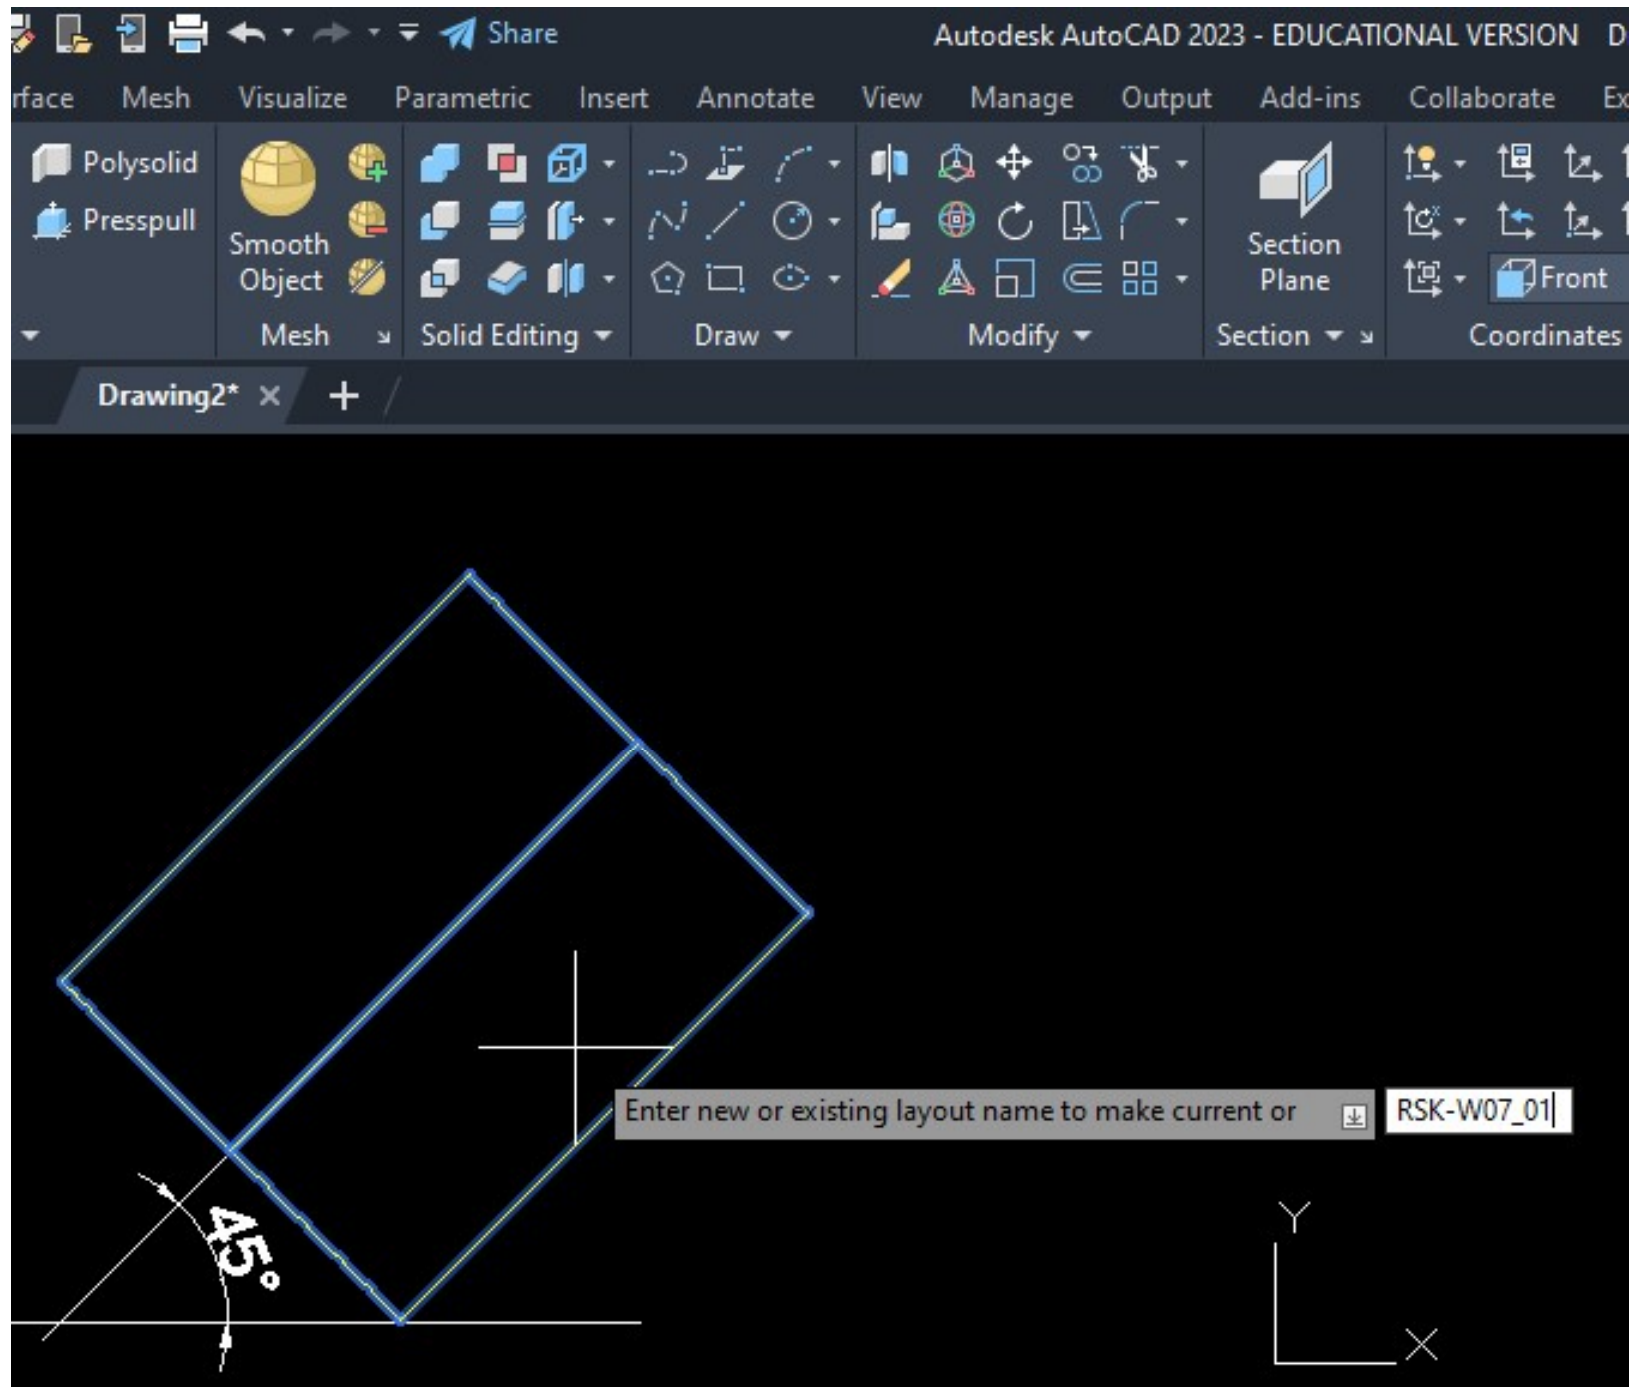 Share
Autodesk AutoCAD 2023 - EDUCATIONAL VERSION D
rface Mesh Visualize Parametric Insert Annotate View Manage Output Add-ins Collaborate Ex
Polysolid
Presspull
Smooth
Object
Section
Plane
Front
Mesh Solid Editing Draw Modify Section Coordinates
Drawing2*
Enter new or existing layout name to make current or RSK-W07_01
45°
Y
X